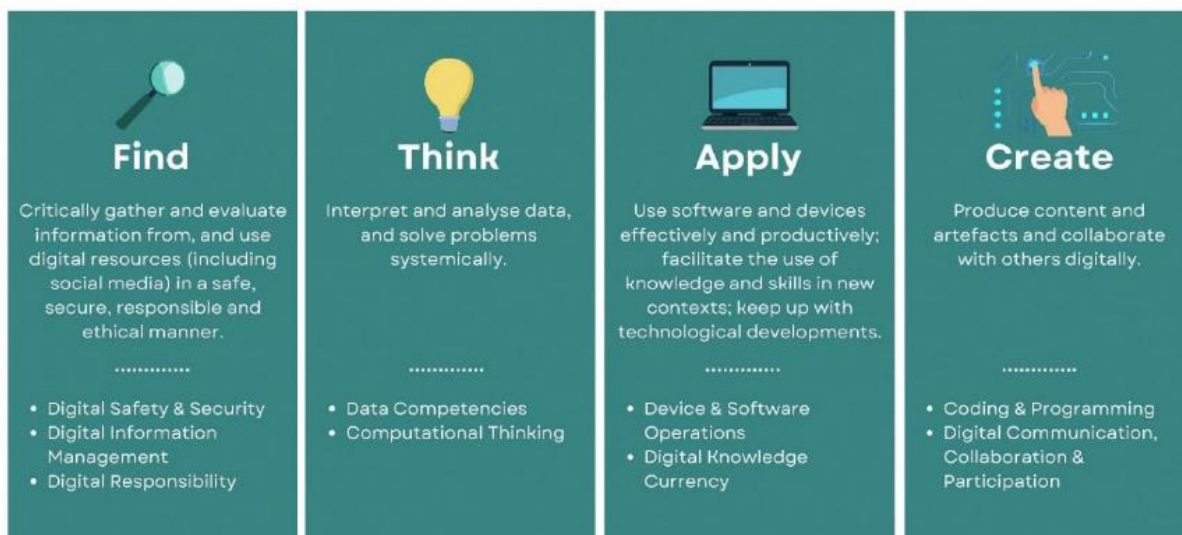 Find
Critically gather and evaluate
information from, and use
digital resources (including
social media) in a safe,
secure, responsible and
ethical manner.
• Digital Safety & Security
• Digital Information
Management
• Digital Responsibility
Think
Interpret and analyse data,
and solve problems
systemically.
• Data Competencies
• Computational Thinking
Apply
Use software and devices
effectively and productively;
facilitate the use of
knowledge and skills in new
contexts; keep up with
technological developments.
• Device & Software
Operations
• Digital Knowledge
Currency
Create
Produce content and
artefacts and collaborate
with others digitally.
• Coding & Programming
• Digital Communication,
Collaboration &
Participation